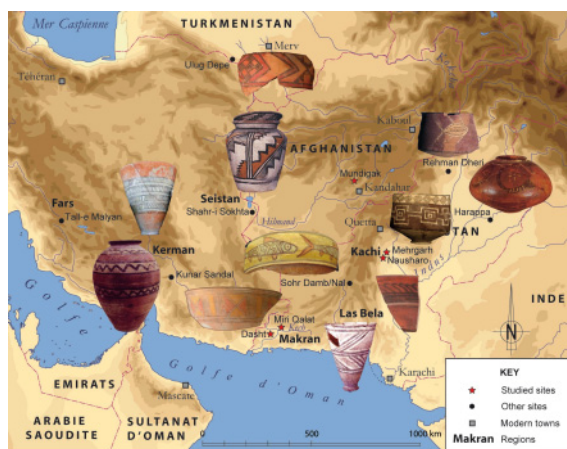 Mer Caspienne
TURKMENISTAN
Merv
Ulug Depe
Téhéran
Kaboul
AFGHANISTAN
Rehman Dheri
Mundigak
Kandahar
Seistan
Shahr-i Sokhta
Hilmand
Fars
Tall-e Malyan
Harappa
Quetta
TAN
Kerman
Kachi
Mehrgarh
Nausharo
Indus
Kunar Sandal
Sohr Damb/Nal
INDE
Golfe
Las Bela
Miri Qalat
Kech
Dasht
Makran
N
Karachi
Golfe d'Oman
EMIRATS
Mascate
ARABIE
SAOUDITE
SULTANAT
D'OMAN
0
500
1000 km
KEY
Studied sites
Other sites
Modern towns
Makran Regions